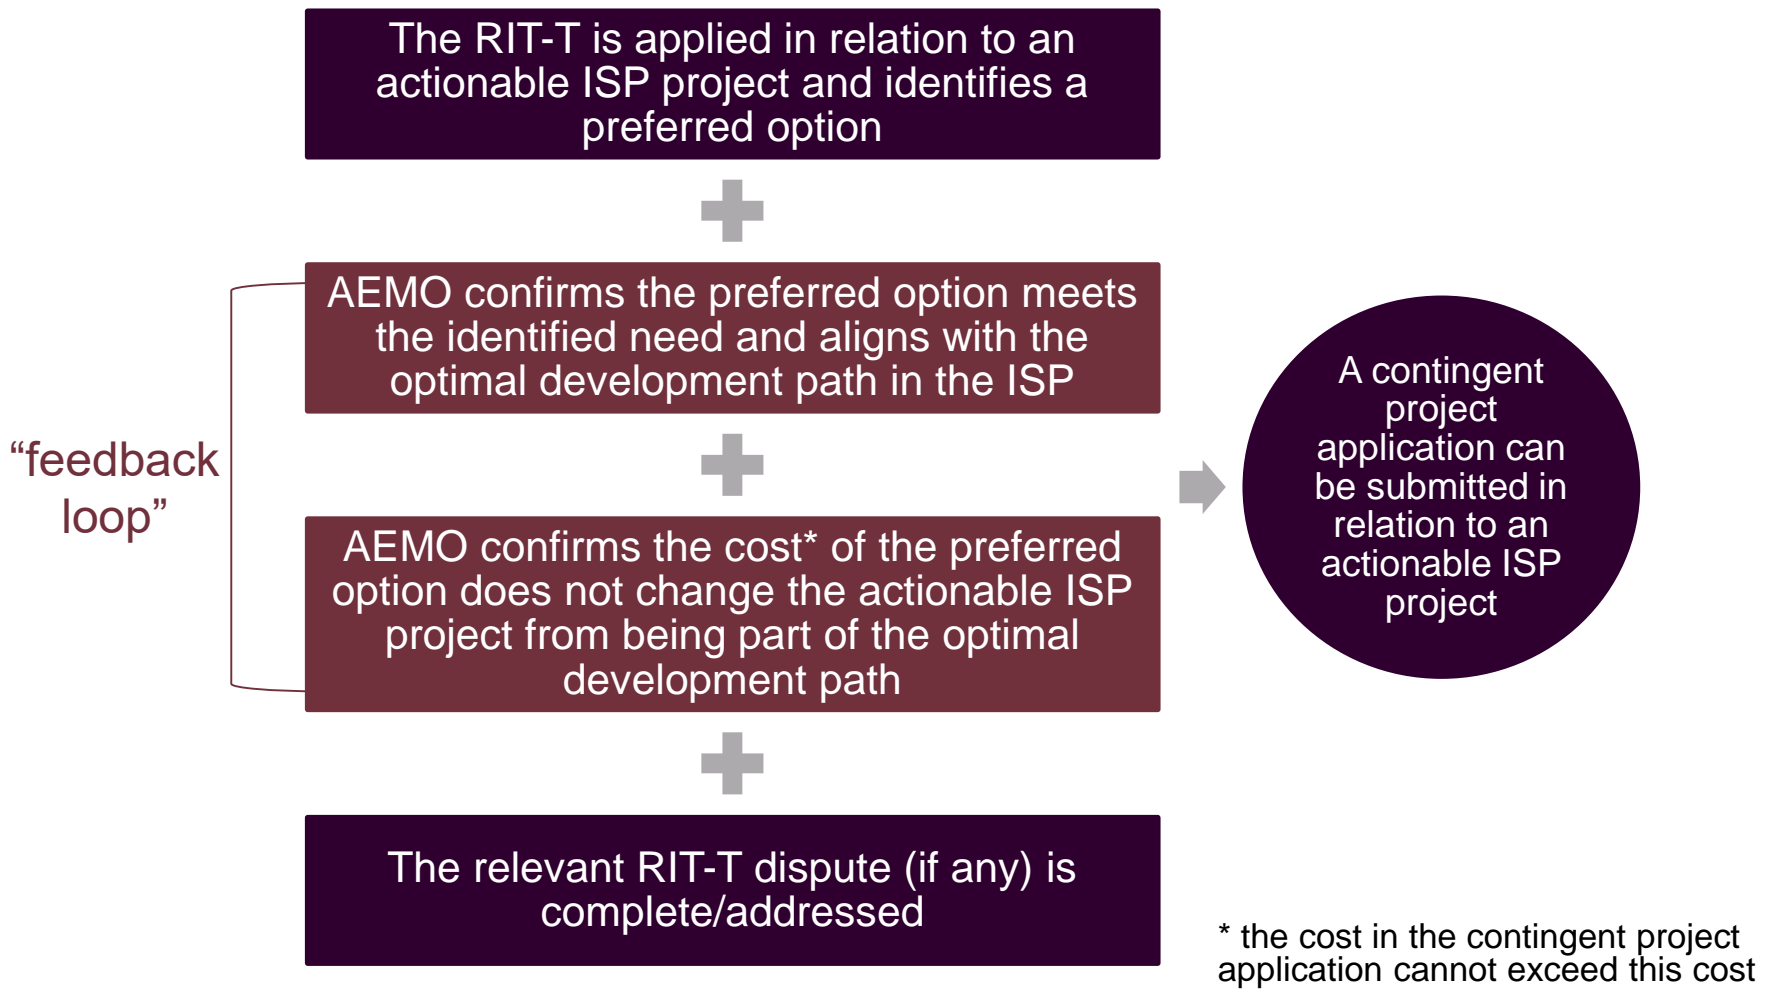 The RIT-T is applied in relation to an
actionable ISP project and identifies a
preferred option
AEMO confirms the preferred option meets
the identified need and aligns with the
optimal development path in the ISP
“feedback
loop”
AEMO confirms the cost* of the preferred
option does not change the actionable ISP
project from being part of the optimal
development path
The relevant RIT-T dispute (if any) is
complete/addressed
A contingent
project
application can
be submitted in
relation to an
actionable ISP
project
* the cost in the contingent project
application cannot exceed this cost